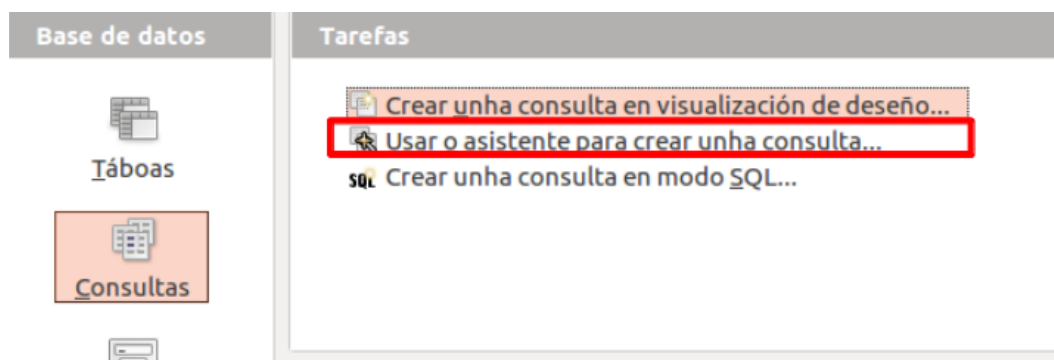 Base de datos
Tarefas
Táboas
Consultas
Crear unha consulta en visualización de deseño...
Usar o asistente para crear unha consulta...
SQL Crear unha consulta en modo SQL...